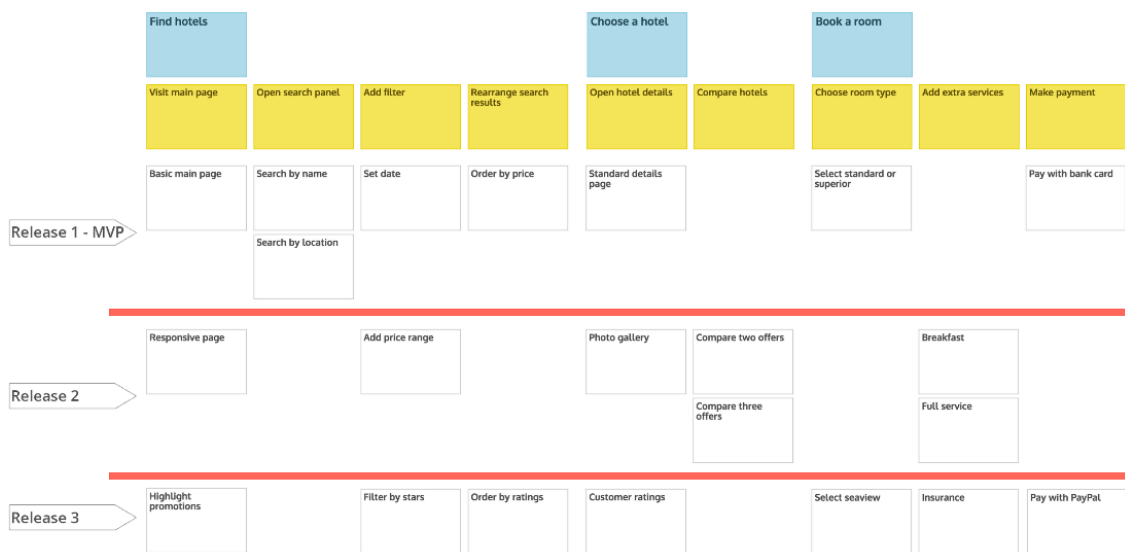 Find hotels
Choose a hotel
Book a room
Visit main page
Open search panel
Add filter
Rearrange search
results
Open hotel details
Compare hotels
Choose room type
Add extra services
Make payment
Release 1 - MVP
Basic main page
Search by name
Set date
Order by price
Standard details
page
Select standard or
superior
Pay with bank card
Search by location
Release 2
Responsive page
Add price range
Photo gallery
Compare two offers
Breakfast
Compare three
offers
Full service
Release 3
Highlight
promotions
Filter by stars
Order by ratings
Customer ratings
Select seaview
Insurance
Pay with PayPal